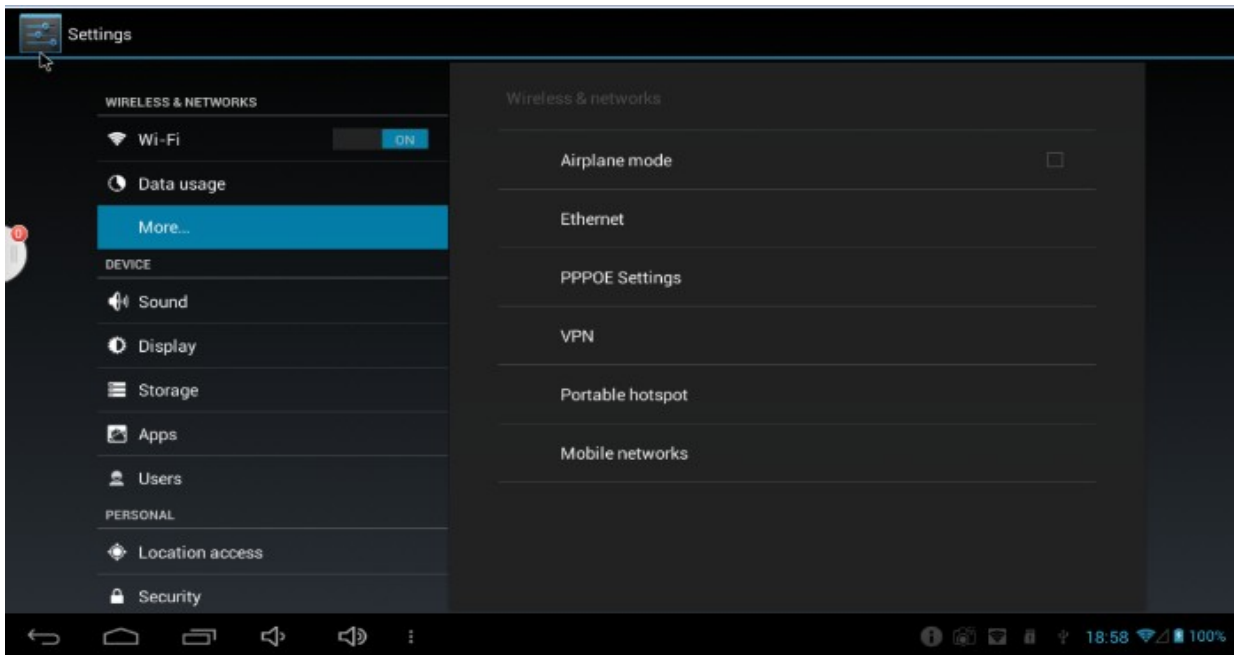 Settings
WIRELESS & NETWORKS
Wi-Fi ON
Data usage
More...
DEVICE
Sound
Display
Storage
Apps
Users
PERSONAL
Location access
Security
Wireless & networks
Airplane mode
Ethernet
PPPOE Settings
VPN
Portable hotspot
Mobile networks
0
18:58 100%